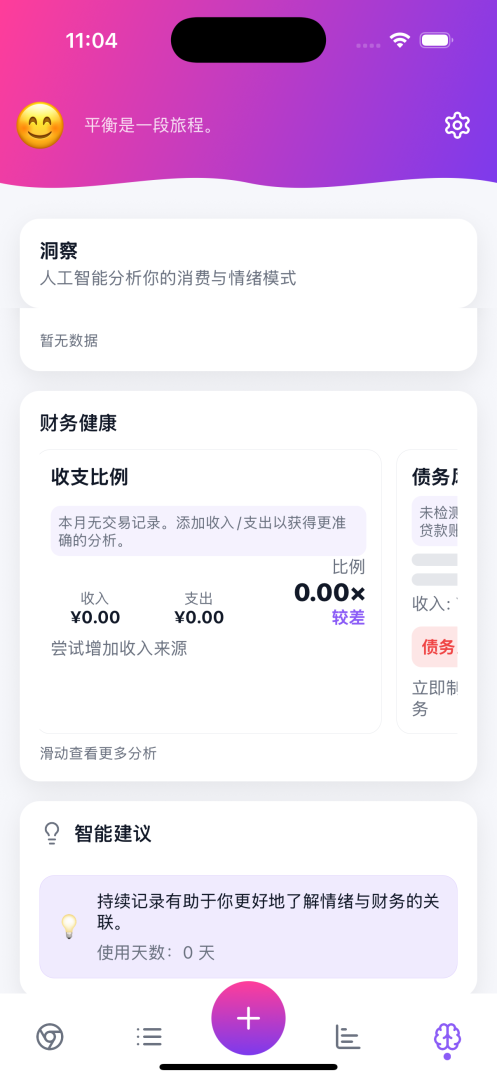 11:04
平衡是一段旅程。
洞察
人工智能分析你的消费与情绪模式
暂无数据
财务健康
收支比例
本月无交易记录。添加收入/支出以获得更准
确的分析。
比例
收入
支出
0.00×
¥0.00
¥0.00
较差
尝试增加收入来源
债务
未检测
贷款账
收入:
债务
立即制
务
滑动查看更多分析
智能建议
持续记录有助于你更好地了解情绪与财务的关
联。
使用天数：0 天